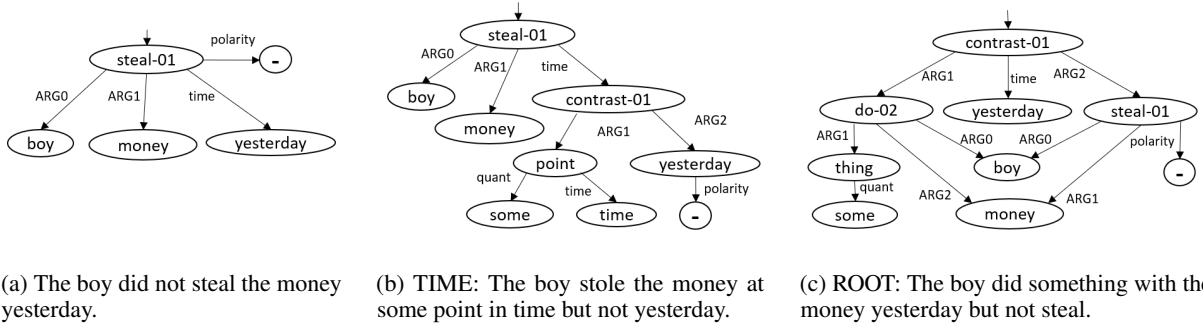 steal-01
polarity
-
ARG0
ARG1
time
boy
money
yesterday
(a) The boy did not steal the money
yesterday.
steal-01
ARG0
ARG1
time
boy
money
contrast-01
ARG1
ARG2
point
yesterday
quant
time
polarity
some
time
-
(b) TIME: The boy stole the money at
some point in time but not yesterday.
contrast-01
ARG1
time
ARG2
do-02
yesterday
steal-01
ARG1
ARG0
ARG0
polarity
thing
boy
-
quant
ARG2
ARG1
some
money
(c) ROOT: The boy did something with the
money yesterday but not steal.